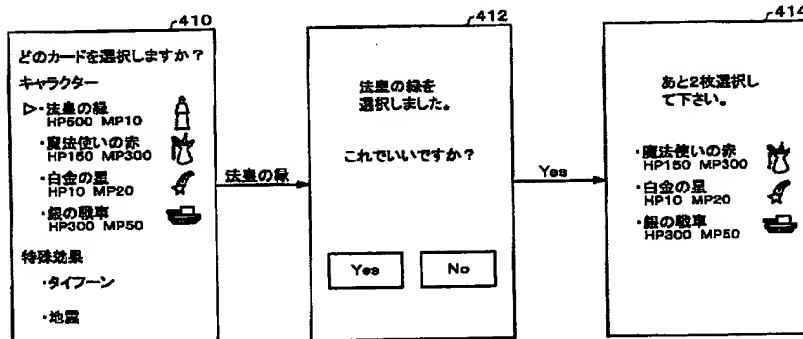 410
どのカードを選択しますか？
キャラクター
▷・法皇の緑
HP500 MP10
・魔法使いの赤
HP150 MP300
・白金の星
HP10 MP20
・銀の戦車
HP300 MP50
特殊効果
・タイフーン
・地震
法皇の緑
412
法皇の緑を
選択しました。
これでいいですか？
Yes
No
Yes
414
あと2枚選択し
て下さい。
・魔法使いの赤
HP150 MP300
・白金の星
HP10 MP20
・銀の戦車
HP300 MP50